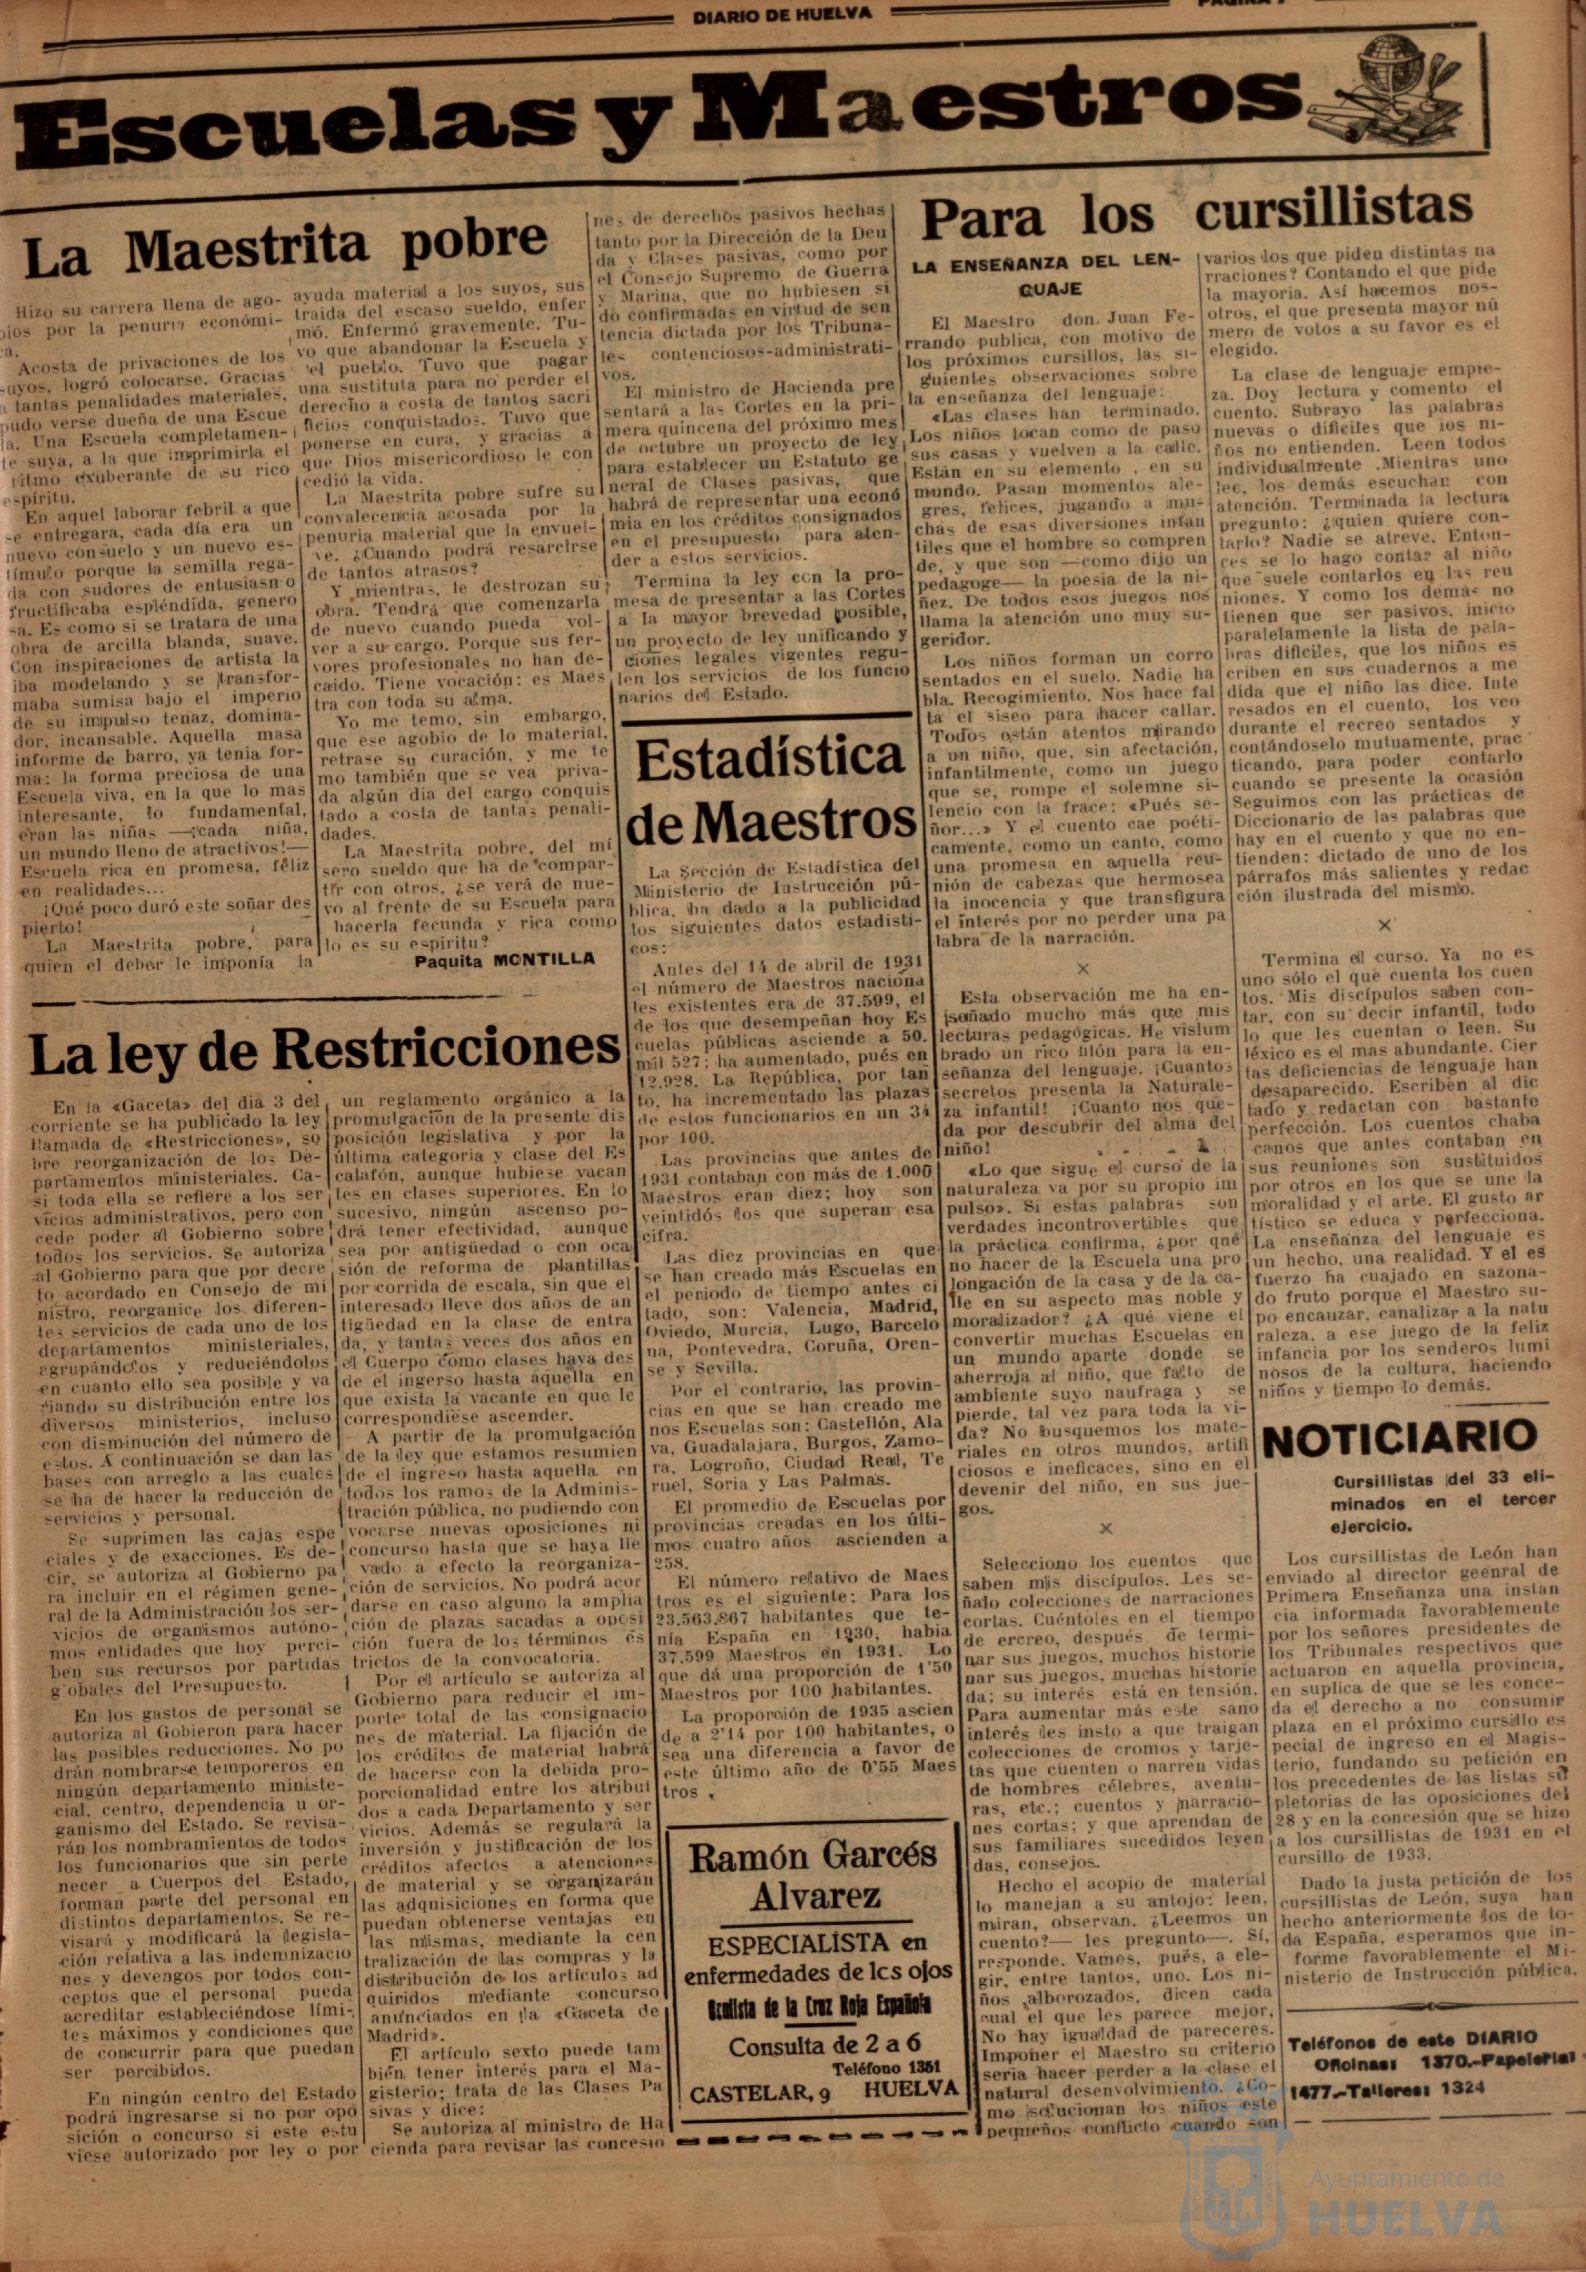 DIARIO DE HUELVA
Escuelas y Maestros
La Maestrita pobre
Hizo su carrera llena de ago-
bios por la penuria económi-
ca.
Acosta de privaciones de los
suyos, logró colocarse. Gracias
a tantas penalidades materiales,
pudo verse dueña de una Escue
la. Una Escuela completamen-
te suya, a la que imprimirla el
ritmo exuberante de su rico
espíritu.
En aquel laborar febril a que
se entregara, cada día era un
nuevo consuelo y un nuevo es-
tímulo porque la semilla rega-
da con sudores de entusiasmo
fructificaba espléndida, genero
sa. Es como si se tratara de una
obra de arcilla blanda, suave.
Con inspiraciones de artista la
iba modelando y se transfor-
maba sumisa bajo el imperio
de su impulso tenaz, domina-
dor, incansable. Aquella masa
informe de barro, ya tenia for-
ma: la forma preciosa de una
Escuela viva, en la que lo mas
interesante, lo fundamental,
eran las niñas —¡cada niña,
un mundo lleno de atractivos!—
Escuela rica en promesa, féliz
en realidades...
¡Qué poco duró este soñar des
pierto!
La Maestrita pobre, para
quien el deber le imponía la
ayuda material a los suyos, sus
traida del escaso sueldo, enfer
mó. Enfermó gravemente. Tu-
vo que abandonar la Escuela y
el pueblo. Tuvo que pagar
una sustituta para no perder el
derecho a costa de tantos sacri
ficios conquistados. Tuvo que
ponerse en cura, y gracias a
que Dios misericordioso le con
cedió la vida.
La Maestrita pobre sufre su
convalecencia acosada por la
penuria material que la envuel-
ve. ¿Cuando podrá resarcirse
de tantos atrasos?
Y mientras, le destrozan su
obra. Tendrá que comenzarla
de nuevo cuando pueda vol-
ver a su cargo. Porque sus fer-
vores profesionales no han de-
caido. Tiene vocación: es Maes
tra con toda su alma.
Yo me temo, sin embargo,
que ese agobio de lo material,
retrase su curación, y me te
mo también que se vea priva-
da algún dia del cargo conquis
tado a costa de tantas penali-
dades.
La Maestrita pobre, del mí
sero sueldo que ha de compar-
tir con otros, ¿se verá de nue-
vo al frente de su Escuela para
hacerla fecunda y rica como
lo es su espiritu?
Paquita MONTILLA
La ley de Restricciones
En la «Gaceta» del dia 3 del
corriente se ha publicado la ley
llamada de «Restricciones», so
bre reorganización de los De-
partamentos ministeriales. Ca-
si toda ella se refiere a los ser
vicios administrativos, pero con
cede poder al Gobierno sobre
todos los servicios. Se autoriza
al Gobierno para que por decre
to acordado en Consejo de mi
nistro, reorganice los diferen-
tes servicios de cada uno de los
departamentos ministeriales,
agrupándolos y reduciéndolos
en cuanto ello sea posible y va
riando su distribución entre los
diversos ministerios, incluso
con disminución del número de
estos. A continuación se dan las
bases con arreglo a las cuales
se ha de hacer la reducción de
servicios y personal.
Se suprimen las cajas espe
ciales y de exacciones. Es de-
cir, se autoriza al Gobierno pa
ra incluir en el régimen gene-
ral de la Administración los ser-
vicios de organismos autóno-
mos entidades que hoy perci-
ben sus recursos por partidas
globales del Presupuesto.
En los gastos de personal se
autoriza al Gobieron para hacer
las posibles reducciones. No po
drán nombrarse temporeros en
ningún departamento ministe-
cial, centro, dependencia u or-
ganismo del Estado. Se revisa-
rán los nombramientos de todos
los funcionarios que sin perte
necer a Cuerpos del Estado,
forman parte del personal en
distintos departamentos. Se re-
visará y modificará la legisla-
ción relativa a las indemnizacio
nes y devengos por todos con-
ceptos que el personal pueda
acreditar estableciéndose lími-
tes máximos y condiciones que
de concurrir para que puedan
ser percibidos.
En ningún centro del Estado
podrá ingresarse si no por opo
sición o concurso si este estu
viese autorizado por ley o por
un reglamento orgánico a la
promulgación de la presente dis
posición legislativa y por la
última categoria y clase del Es
calafón, aunque hubiese vacan
tes en clases superiores. En lo
sucesivo, ningún ascenso po-
drá tener efectividad, aunque
sea por antigüedad o con oca
sión de reforma de plantillas
por corrida de escala, sin que el
interesado lleve dos años de an
tigüedad en la clase de entra
da, y tantas veces dos años en
el Cuerpo como clases haya des
de el ingerso hasta aquella en
que exista la vacante en que le
correspondiese ascender.
A partir de la promulgación
de la ley que estamos resumien
de el ingreso hasta aquella en
todos los ramos de la Adminis-
tración pública, no pudiendo con
vocarse nuevas oposiciones ni
concurso hasta que se haya lle
vado a efecto la reorganiza-
ción de servicios. No podrá acor
darse en caso alguno la amplia
ción de plazas sacadas a oposi
ción fuera de los términos es
trictos de la convocatoria.
Por el artículo se autoriza al
Gobierno para reducir el im-
porte total de las consignacio
nes de material. La fijación de
los créditos de material habrá
de hacerse con la debida pro-
porcionalidad entre los atribui
dos a cada Departamento y ser
vicios. Además se regulará la
inversión y justificación de los
créditos afectos a atenciones
de material y se organizarán
las adquisiciones en forma que
puedan obtenerse ventajas en
las mismas, mediante la cen
tralización de las compras y la
distribución de los artículos ad
quiridos mediante concurso
anunciados en la «Gaceta de
Madrid».
El artículo sexto puede tam
bién tener interés para el Ma-
gisterio; trata de las Clases Pa
sivas y dice:
Se autoriza al ministro de Ha
cienda para revisar las concesio
nes de derechos pasivos hechas
tanto por la Dirección de la Deu
da y Clases pasivas, como por
el Consejo Supremo de Guerra
y Marina, que no hubiesen si
do confirmadas en virtud de sen
tencia dictada por los Tribuna-
les contenciosos-administrati-
vos.
El ministro de Hacienda pre
sentará a las Cortes en la pri-
mera quincena del próximo mes
de octubre un proyecto de ley
para establecer un Estatuto ge
neral de Clases pasivas, que
habrá de representar una econó
mia en los créditos consignados
en el presupuesto para aten-
der a estos servicios.
Termina la ley con la pro-
mesa de presentar a las Cortes
a la mayor brevedad posible,
un proyecto de ley unificando y
ciones legales vigentes regu-
len los servicios de los funcio
narios del Estado.
Estadística
de Maestros
La Sección de Estadística del
Ministerio de Instrucción pú-
blica, ha dado a la publicidad
los siguientes datos estadísti-
cos:
Antes del 14 de abril de 1931
el número de Maestros naciona
les existentes era de 37.599, el
de los que desempeñan hoy Es
cuelas públicas asciende a 50.
mil 527; ha aumentado, pués en
12.928. La República, por tan
to, ha incrementado las plazas
de estos funcionarios en un 34
por 100.
Las provincias que antes de
1931 contaban con más de 1.000
Maestros eran diez; hoy son
veintidós los que superan esa
cifra.
Las diez provincias en que
se han creado más Escuelas en
el periodo de tiempo antes ci
tado, son: Valencia, Madrid,
Oviedo, Murcia, Lugo, Barcelo
na, Pontevedra, Coruña, Oren-
se y Sevilla.
Por el contrario, las provin-
cias en que se han creado me
nos Escuelas son: Castellón, Ala
va, Guadalajara, Burgos, Zamo-
ra, Logroño, Ciudad Real, Te
ruel, Soria y Las Palmas.
El promedio de Escuelas por
provincias creadas en los últi-
mos cuatro años ascienden a
258.
El número relativo de Maes
tros es el siguiente: Para los
23.563.867 habitantes que te-
nía España en 1930, habia
37.599 Maestros en 1931. Lo
que dá una proporción de 1'50
Maestros por 100 habitantes.
La proporción de 1935 ascien
de a 2'14 por 100 habitantes, o
sea una diferencia a favor de
este último año de 0'55 Maes
tros.
Ramón Garcés
Alvarez
ESPECIALISTA en
enfermedades de los ojos
Oculista de la Cruz Roja Española
Consulta de 2 a 6
Teléfono 1351
CASTELAR, 9 HUELVA
Para los cursillistas
LA ENSEÑANZA DEL LEN-
GUAJE
El Maestro don. Juan Fe-
rrando publica, con motivo de
los próximos cursillos, las si-
guientes observaciones sobre
la enseñanza del lenguaje:
«Las clases han terminado.
Los niños tocan como de paso
sus casas y vuelven a la calle.
Están en su elemento , en su
mundo. Pasan momentos ale-
gres, felices, jugando a mu-
chas de esas diversiones infan
tiles que el hombre so compren
de, y que son —como dijo un
pedagoge— la poesia de la ni-
ñez. De todos esos juegos nos
llama la atención uno muy su-
geridor.
Los niños forman un corro
sentados en el suelo. Nadie ha
bla. Recogimiento. Nos hace fal
ta el siseo para hacer callar.
Todos están atentos mirando
a un niño, que, sin afectación,
infantilmente, como un juego
que se, rompe el solemne si-
lencio con la frace: «Pués se-
ñor...» Y el cuento cae poéti-
camente, como un canto, como
una promesa en aquella reu-
nión de cabezas que hermosea
la inocencia y que transfigura
el interés por no perder una pa
labra de la narración.
×
Esta observación me ha en-
señado mucho más que mis
lecturas pedagógicas. He vislum
brado un rico filón para la en-
señanza del lenguaje. ¡Cuantos
secretos presenta la Naturale-
za infantil! ¡Cuanto nos que-
da por descubrir del alma del
niño!
«Lo que sigue el curso de la
naturaleza va por su propio im
pulso». Si estas palabras son
verdades incontrovertibles que
la práctica confirma, ¿por qué
no hacer de la Escuela una pro
longación de la casa y de la ca-
lle en su aspecto mas noble y
moralizador? ¿A qué viene el
convertir muchas Escuelas en
un mundo aparte donde se
aherroja al niño, que falto de
ambiente suyo naufraga y se
pierde, tal vez para toda la vi-
da? No busquemos los mate-
riales en otros mundos, artifi
ciosos e ineficaces, sino en el
devenir del niño, en sus jue-
gos.
×
Selecciono los cuentos que
saben mis discípulos. Les se-
ñalo colecciones de narraciones
cortas. Cuéntoles en el tiempo
de ercreo, después de termi-
nar sus juegos, muchos historie
nar sus juegos, muchas historie
da; su interés está en tensión.
Para aumentar más este sano
interés les insto a que traigan
colecciones de cromos y tarje-
tas que cuenten o narren vidas
de hombres célebres, aventu-
ras, etc.; cuentos y narracio-
nes cortas; y que aprendan de
sus familiares sucedidos leyen
das, consejos.
Hecho el acopio de material
lo manejan a su antojo: leen,
miran, observan. ¿Leemos un
cuento?— les pregunto—. Sí,
responde. Vamos, pués, a ele-
gir, entre tantos, uno. Los ni-
ños ,alborozados, dicen cada
cual el que les parece mejor,
No hay igualdad de pareceres.
Imponer el Maestro su criterio
seria hacer perder a la clase el
natural desenvolvimiento. ¿Co-
mo solucionan los niños este
pequeños conflicto cuando son
varios los que piden distintas na
rraciones? Contando el que pide
la mayoria. Así hacemos nos-
otros, el que presenta mayor nú
mero de votos a su favor es el
elegido.
La clase de lenguaje empie-
za. Doy lectura y comento el
cuento. Subrayo las palabras
nuevas o dificiles que los ni-
ños no entienden. Leen todos
individualmente .Mientras uno
lee, los demás escuchan con
atención. Terminada la lectura
pregunto: ¿quien quiere con-
tarlo? Nadie se atreve. Enton-
ces se lo hago contar al niño
que suele contarlos en las reu
niones. Y como los demás no
tienen que ser pasivos, inicio
paralelamente la lista de pala-
bras dificiles, que los niños es
criben en sus cuadernos a me
dida que el niño las dice. Inte
resados en el cuento, los veo
durante el recreo sentados y
contándoselo mutuamente, prac
ticando, para poder contarlo
cuando se presente la ocasión
Seguimos con las prácticas de
Diccionario de las palabras que
hay en el cuento y que no en-
tienden: dictado de uno de los
párrafos más salientes y redac
ción ilustrada del mismo.
×
Termina el curso. Ya no es
uno sólo el que cuenta los cuen
tos. Mis discípulos saben con-
tar, con su decir infantil, todo
lo que les cuentan o leen. Su
léxico es el mas abundante. Cier
tas deficiencias de lenguaje han
desaparecido. Escriben al dic
tado y redactan con bastante
perfección. Los cuentos chaba
canos que antes contaban en
sus reuniones son sustituidos
por otros en los que se une la
moralidad y el arte. El gusto ar
tístico se educa y perfecciona.
La enseñanza del lenguaje es
un hecho, una realidad. Y el es
fuerzo ha cuajado en sazona-
do fruto porque el Maestro su-
po encauzar, canalizar a la natu
raleza, a ese juego de la feliz
infancia por los senderos lumi
nosos de la cultura, haciendo
niños y tiempo lo demás.
NOTICIARIO
Cursillistas del 33 eli-
minados en el tercer
ejercicio.
Los cursillistas de León han
enviado al director geenral de
Primera Enseñanza una instan
cia informada favorablemente
por los señores presidentes de
los Tribunales respectivos que
actuaron en aquella provincia,
en suplica de que se les conce-
da el derecho a no consumir
plaza en el próximo cursillo es
pecial de ingreso en el Magis-
terio, fundando su petición en
los precedentes de las listas su
pletorias de las oposiciones del
28 y en la concesión que se hizo
a los cursillistas de 1931 en el
cursillo de 1933.
Dado la justa petición de los
cursillistas de León, suya han
hecho anteriormente los de to-
da España, esperamos que in-
forme favorablemente el Mi-
nisterio de Instrucción pública.
Teléfonos de este DIARIO
Oficinas: 1370.-Papelería:
1477.-Talleres: 1324
Ayuntamiento de
HUELVA